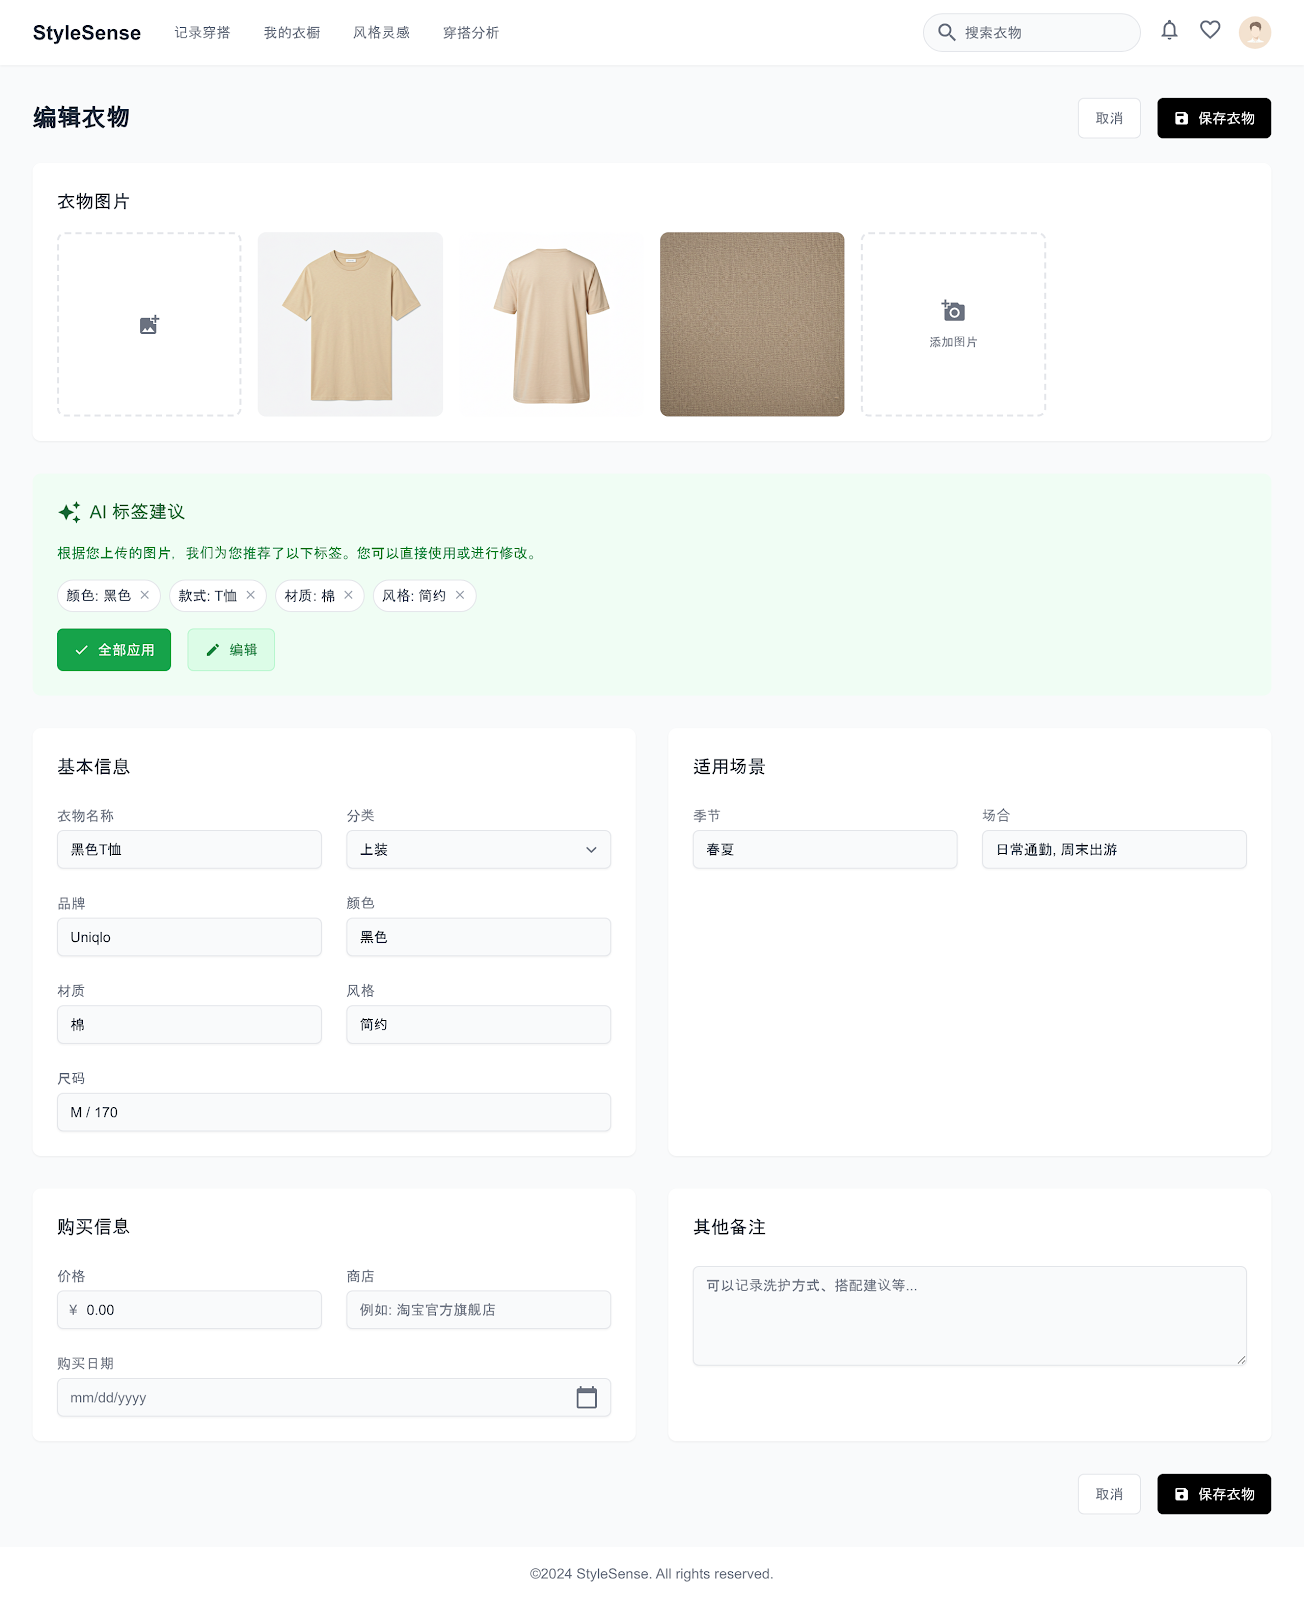 StyleSense 记录穿搭 我的衣橱 风格灵感 穿搭分析 搜索衣物
编辑衣物 取消 保存衣物
衣物图片
添加图片
AI 标签建议
根据您上传的图片，我们为您推荐了以下标签。您可以直接使用或进行修改。
颜色: 黑色 × 款式: T恤 × 材质: 棉 × 风格: 简约 ×
全部应用 编辑
基本信息
衣物名称 分类
黑色T恤 上装
品牌 颜色
Uniqlo 黑色
材质 风格
棉 简约
尺码
M / 170
适用场景
季节 场合
春夏 日常通勤, 周末出游
购买信息
价格 商店
¥ 0.00 例如: 淘宝官方旗舰店
购买日期
mm/dd/yyyy
其他备注
可以记录洗护方式、搭配建议等...
取消 保存衣物
©2024 StyleSense. All rights reserved.